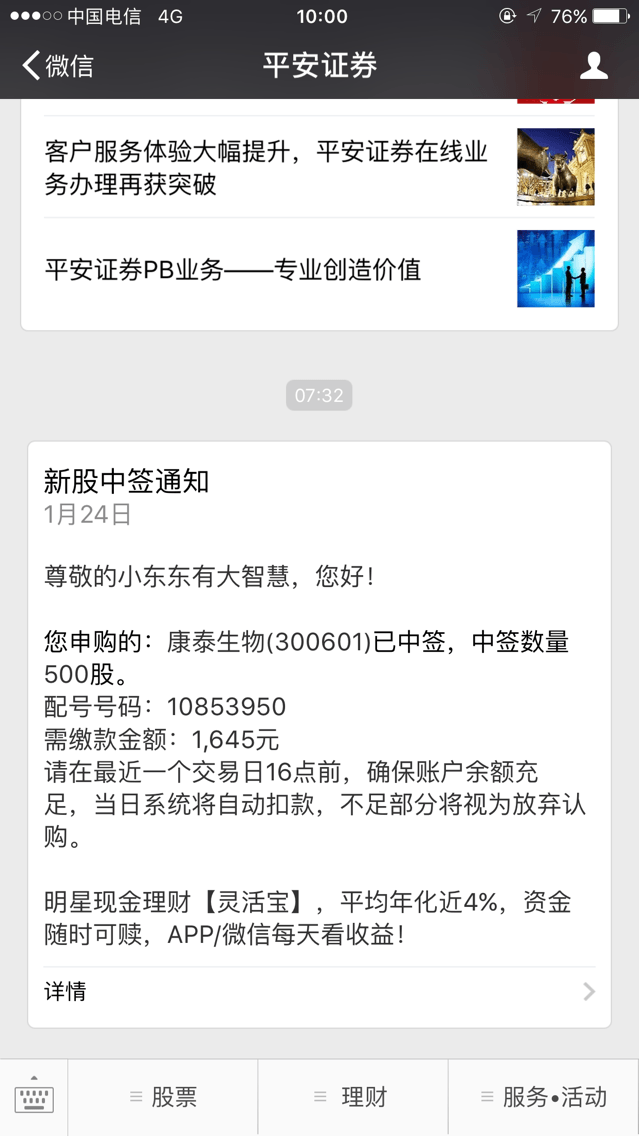 中国电信 4G 10:00 76%
微信 平安证券
客户服务体验大幅提升，平安证券在线业
务办理再获突破
平安证券PB业务——专业创造价值
07:32
新股中签通知
1月24日
尊敬的小东东有大智慧，您好！
您申购的：康泰生物(300601)已中签，中签数量
500股。
配号号码：10853950
需缴款金额：1,645元
请在最近一个交易日16点前，确保账户余额充
足，当日系统将自动扣款，不足部分将视为放弃认
购。
明星现金理财【灵活宝】，平均年化近4%，资金
随时可赎，APP/微信每天看收益！
详情
股票 理财 服务•活动